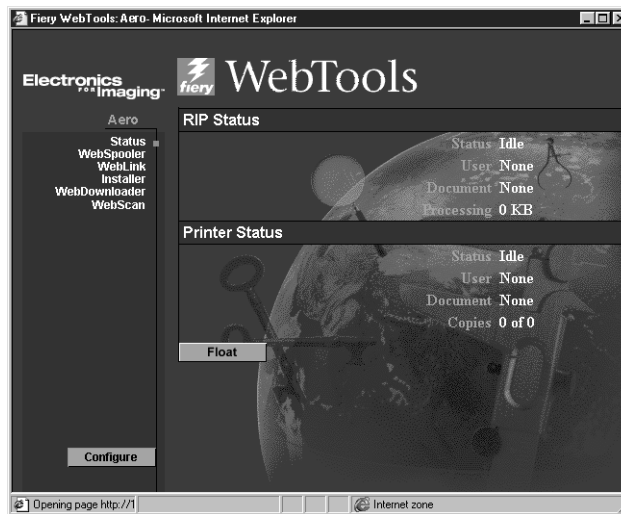 Fiery WebTools: Aero- Microsoft Internet Explorer
Electronics
FOR Imaging
fiery
WebTools
Aero
Status
WebSpooler
WebLink
Installer
WebDownloader
WebScan
RIP Status
Status Idle
User None
Document None
Processing 0 KB
Printer Status
Status Idle
User None
Document None
Copies 0 of 0
Float
Configure
Opening page http://1
Internet zone